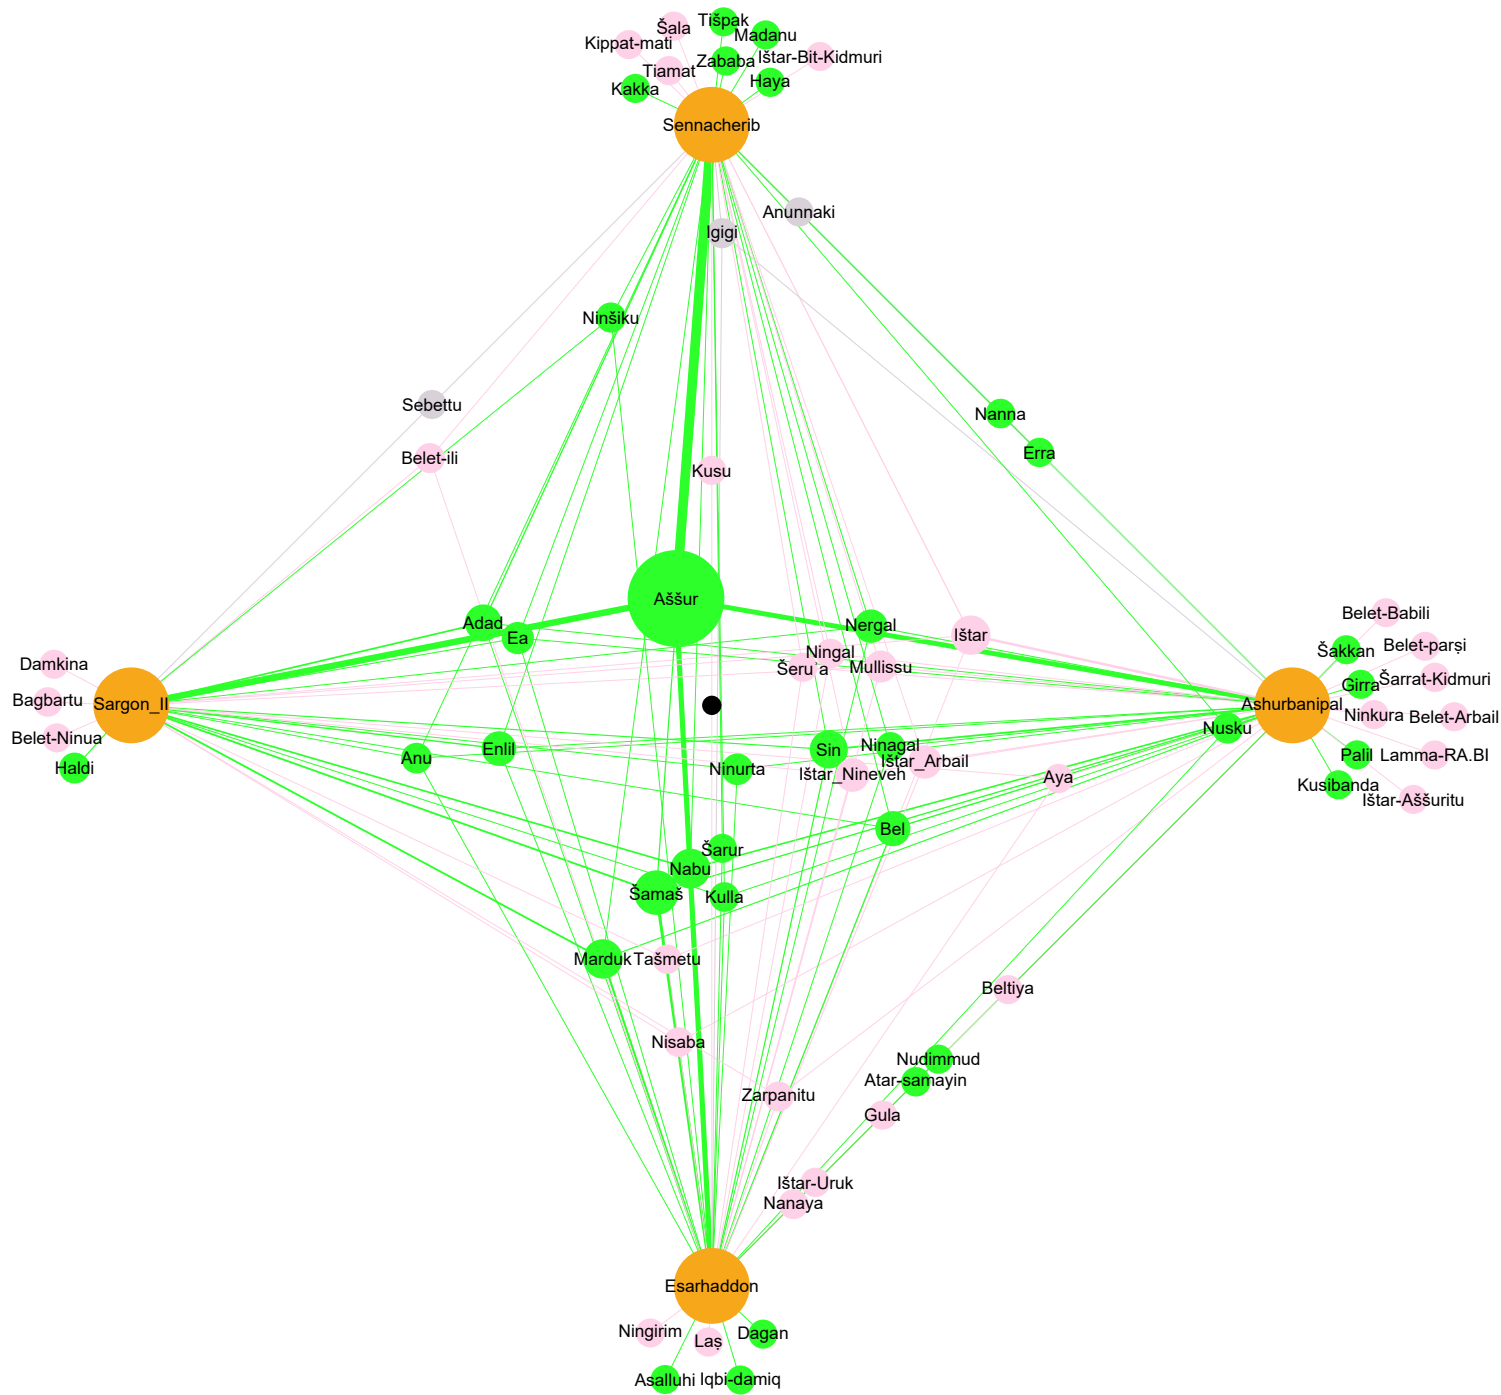 Tišpak
Šala
Madanu
Kippat-mati
Ištar-Bit-Kidmuri
Zababa
Tiamat
Haya
Kakka
Sennacherib
Anunnaki
Igigi
Ninšiku
Sebettu
Nanna
Erra
Belet-ili
Kusu
Aššur
Belet-Babili
Adad
Nergal
Ištar
Ea
Belet-parṣi
Ningal
Šakkan
Damkina
Šeru'a
Mullissu
Šarrat-Kidmuri
Girra
Bagbartu
Sargon_II
Ashurbanipal
Ninkura
Belet-Arbail
Nusku
Belet-Ninua
Enlil
Sin
Ninagal
Anu
Palil
Lamma-RA.BI
Ištar_Arbail
Haldi
Ninurta
Ištar_Nineveh
Aya
Kusibanda
Ištar-Aššuritu
Bel
Šarur
Nabu
Šamaš
Kulla
Marduk
Tašmetu
Beltiya
Nisaba
Nudimmud
Atar-samayin
Zarpanitu
Gula
Ištar-Uruk
Nanaya
Esarhaddon
Ningirim
Dagan
Laṣ
Asalluhi
Iqbi-damiq